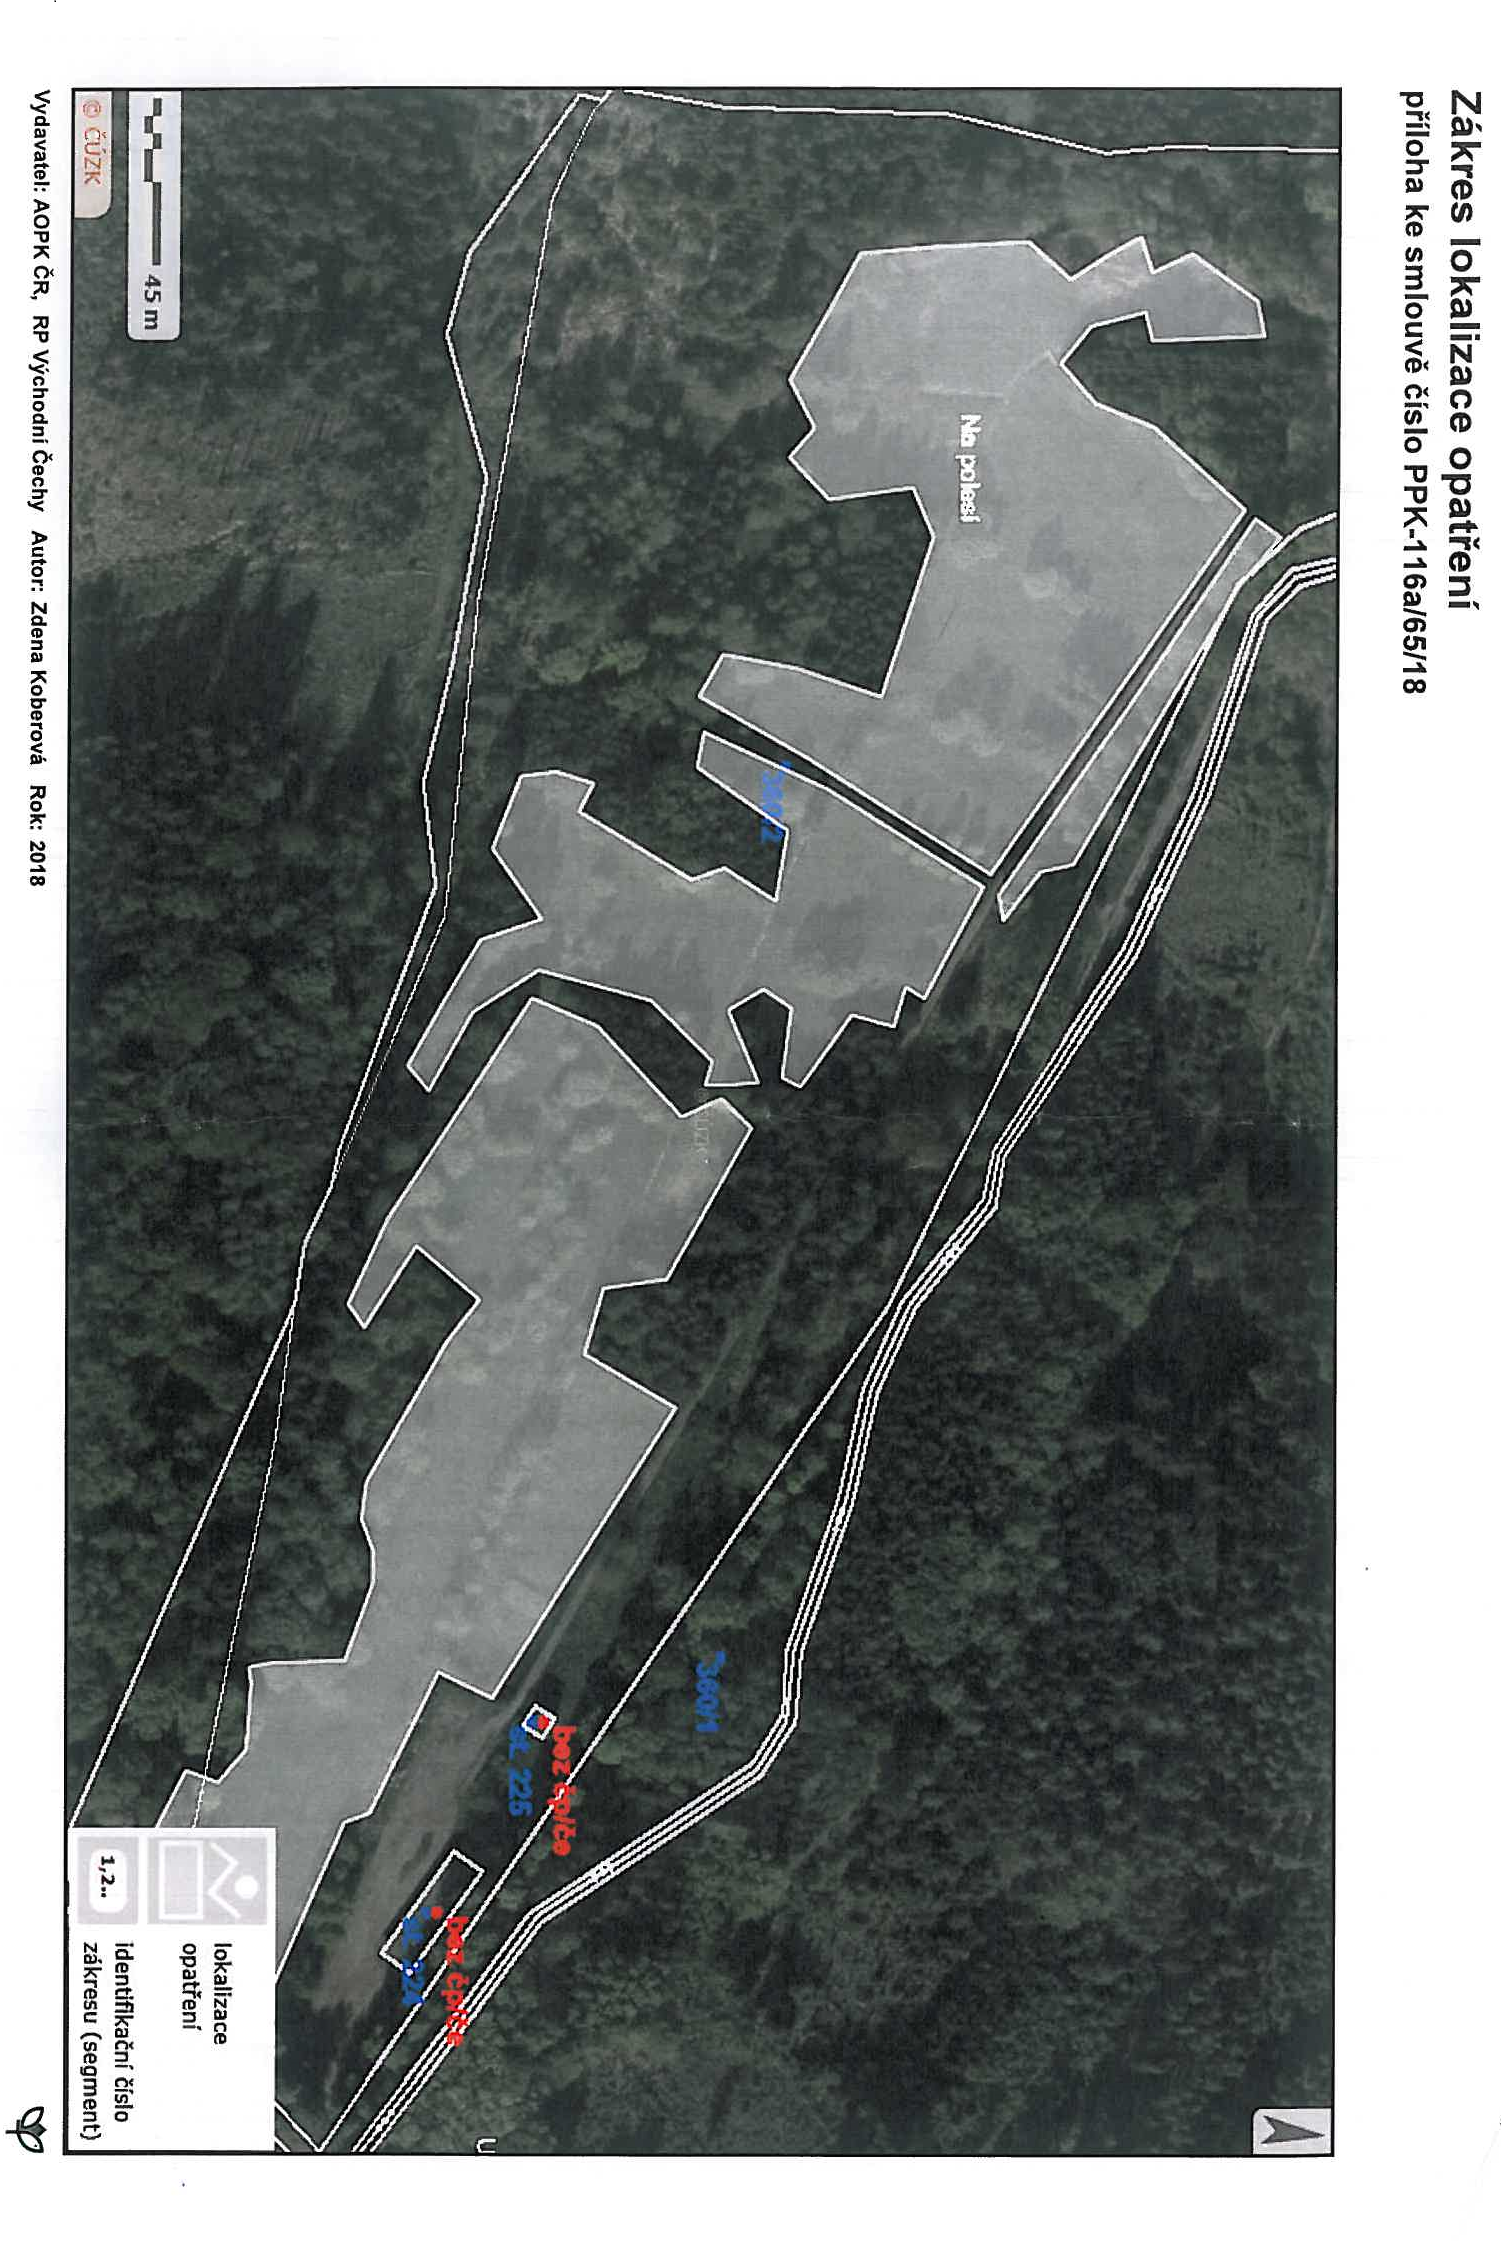 Zákres lokalizace opatření
příloha ke smlouvě číslo PPK-116a/65/18
Na polesí
360/2
360/1
bez čp/če
st. 225
bez čp/če
st. 224
45 m
© ČÚZK
lokalizace
opatření
1,2..
identifikační číslo
zákresu (segment)
Vydavatel: AOPK ČR, RP Východní Čechy Autor: Zdena Koberová Rok: 2018